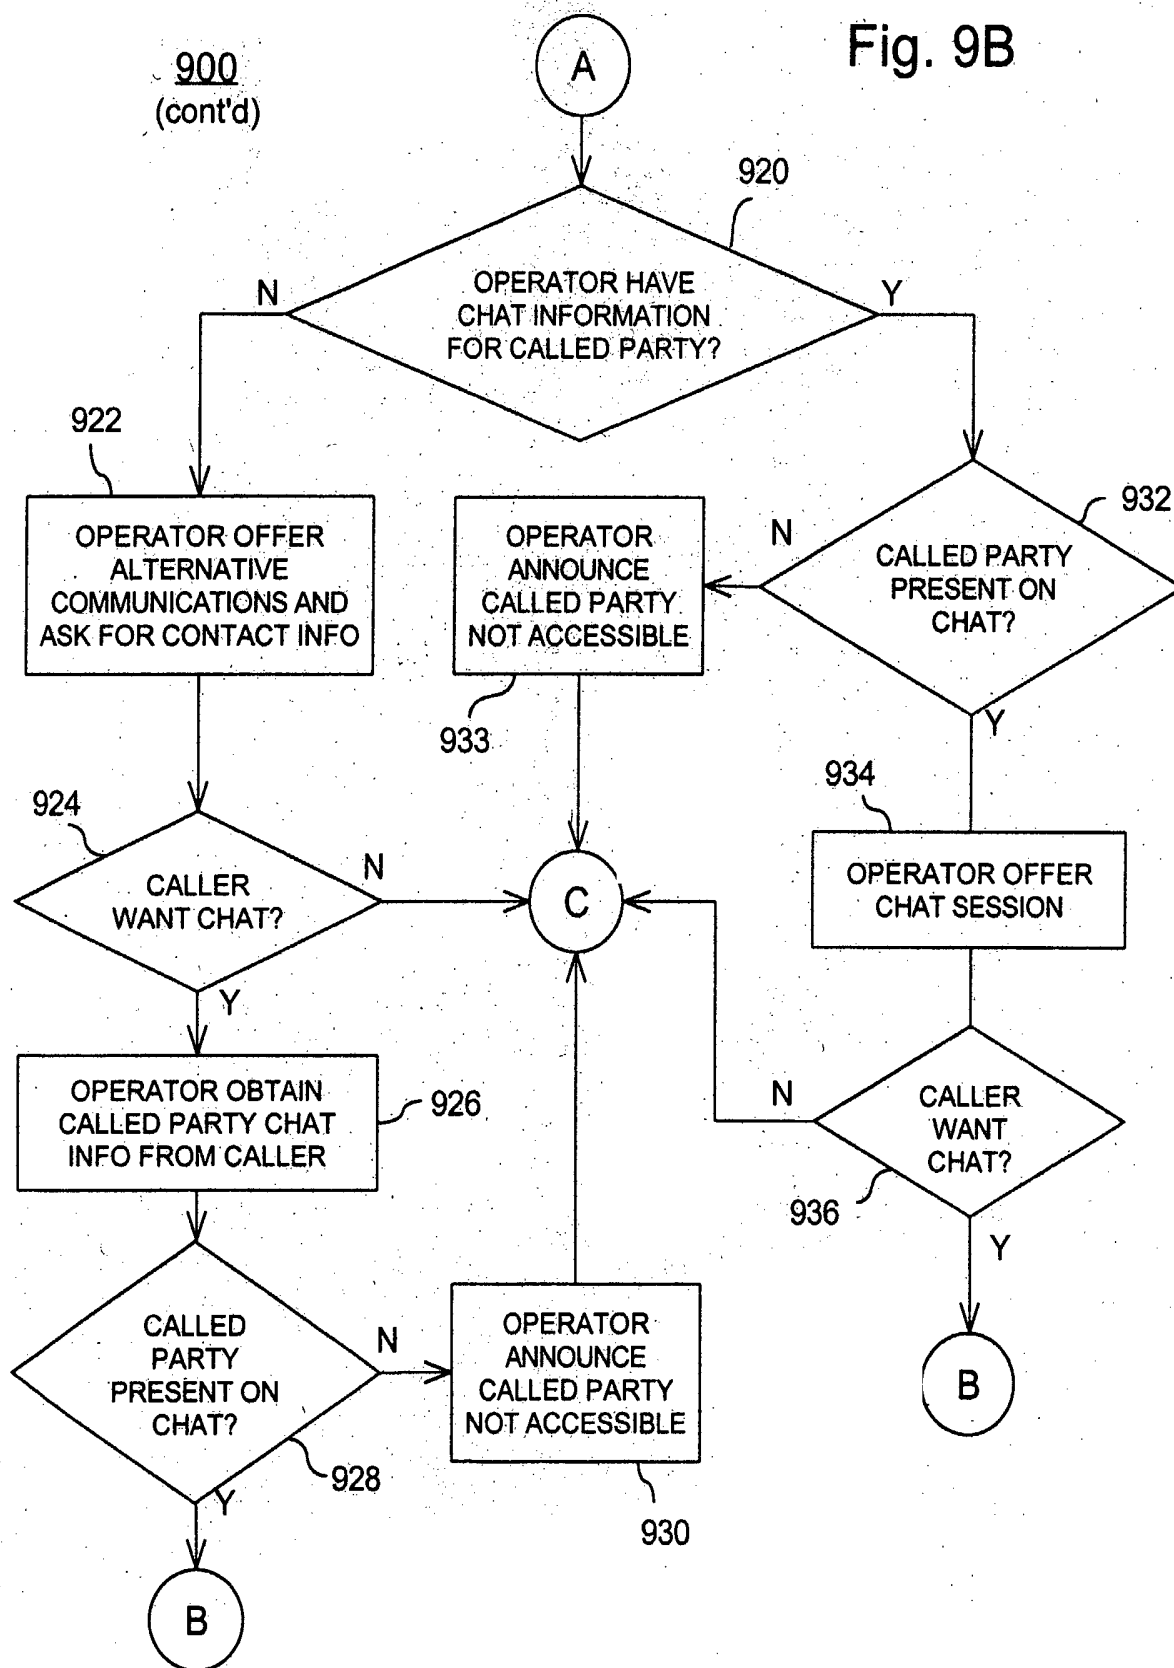 900
(cont'd)
Fig. 9B
A
920
OPERATOR HAVE
CHAT INFORMATION
FOR CALLED PARTY?
N
Y
922
OPERATOR OFFER
ALTERNATIVE
COMMUNICATIONS AND
ASK FOR CONTACT INFO
OPERATOR
ANNOUNCE
CALLED PARTY
NOT ACCESSIBLE
933
N
932
CALLED PARTY
PRESENT ON
CHAT?
Y
924
CALLER
WANT CHAT?
N
C
934
OPERATOR OFFER
CHAT SESSION
Y
OPERATOR OBTAIN
CALLED PARTY CHAT
INFO FROM CALLER
926
N
CALLER
WANT
CHAT?
936
Y
CALLED
PARTY
PRESENT ON
CHAT?
N
928
Y
OPERATOR
ANNOUNCE
CALLED PARTY
NOT ACCESSIBLE
930
B
B